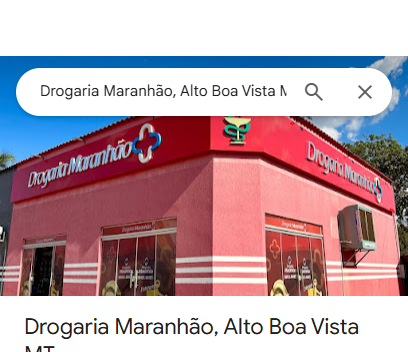 Drogaria Maranhão, Alto Boa Vista M
Drogaria Maranhão
Drogaria Maranhão
Drogaria Maranhão, Alto Boa Vista
MT